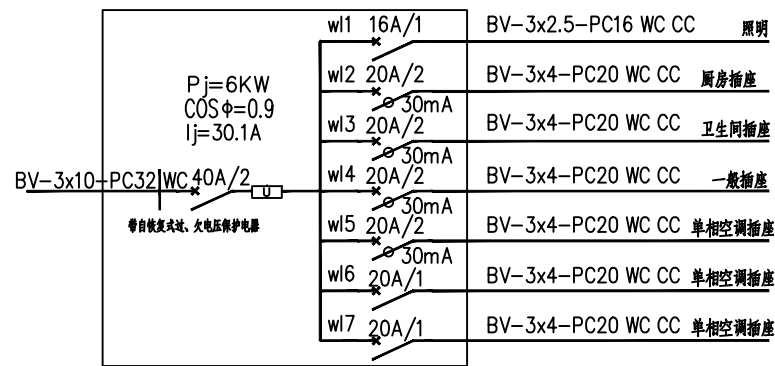 wl1 16A/1 BV-3x2.5-PC16 WC CC 照明
wl2 20A/2 BV-3x4-PC20 WC CC 厨房插座
30mA
Pj=6KW
COSΦ=0.9
Ij=30.1A
wl3 20A/2 BV-3x4-PC20 WC CC 卫生间插座
30mA
BV-3x10-PC32 WC 40A/2 U
wl4 20A/2 BV-3x4-PC20 WC CC 一般插座
30mA
带自恢复式过、欠电压保护电器
wl5 20A/2 BV-3x4-PC20 WC CC 单相空调插座
30mA
wl6 20A/1 BV-3x4-PC20 WC CC 单相空调插座
wl7 20A/1 BV-3x4-PC20 WC CC 单相空调插座